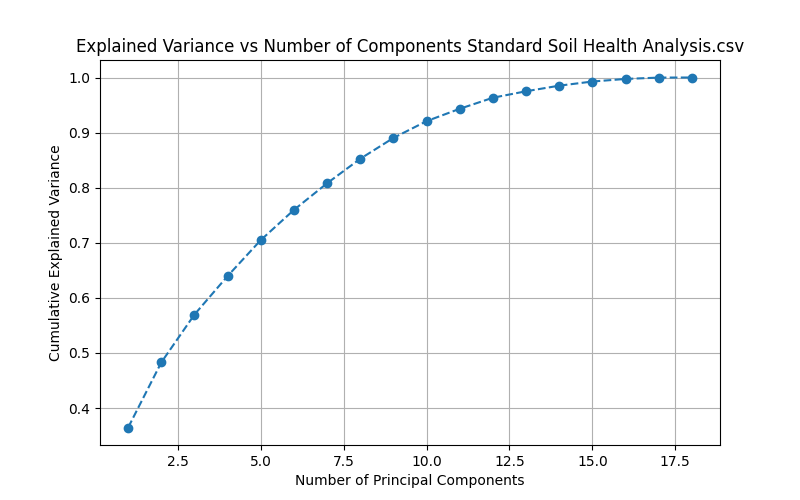 Explained Variance vs Number of Components Standard Soil Health Analysis.csv
1.0
0.9
0.8
0.7
0.6
0.5
0.4
Cumulative Explained Variance
2.5 5.0 7.5 10.0 12.5 15.0 17.5
Number of Principal Components